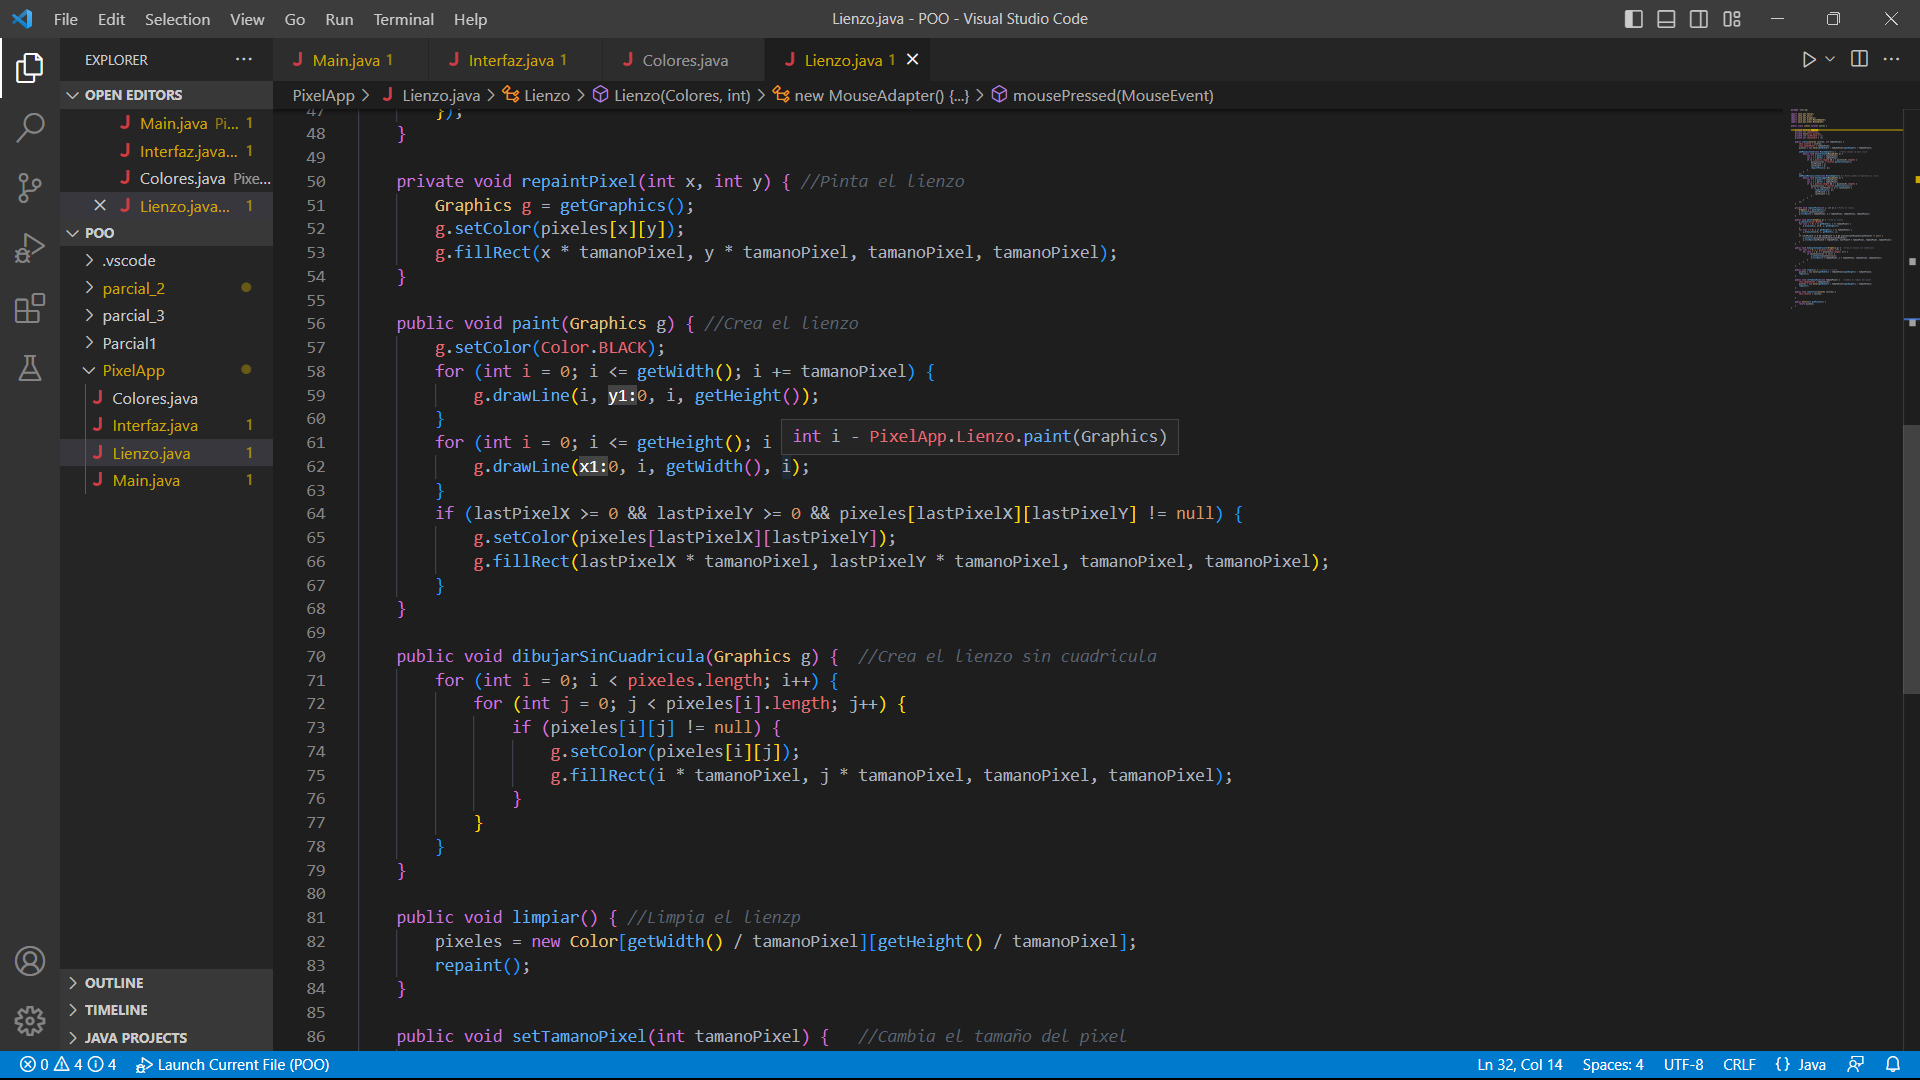 File Edit Selection View Go Run Terminal Help
Lienzo.java - POO - Visual Studio Code
EXPLORER
OPEN EDITORS
Main.java Pi... 1
Interfaz.java... 1
Colores.java Pixe...
Lienzo.java... 1
POO
.vscode
parcial_2
parcial_3
Parcial1
PixelApp
Colores.java
Interfaz.java 1
Lienzo.java 1
Main.java 1
OUTLINE
TIMELINE
JAVA PROJECTS
Main.java 1 Interfaz.java 1 Colores.java Lienzo.java 1
PixelApp > Lienzo.java > Lienzo > Lienzo(Colores, int) > new MouseAdapter() {...} > mousePressed(MouseEvent)
47 });
48 }
49
50 private void repaintPixel(int x, int y) { //Pinta el lienzo
51 Graphics g = getGraphics();
52 g.setColor(pixeles[x][y]);
53 g.fillRect(x * tamanoPixel, y * tamanoPixel, tamanoPixel, tamanoPixel);
54 }
55
56 public void paint(Graphics g) { //Crea el lienzo
57 g.setColor(Color.BLACK);
58 for (int i = 0; i <= getWidth(); i += tamanoPixel) {
59 g.drawLine(i, y1:0, i, getHeight());
60 }
61 for (int i = 0; i <= getHeight(); i
int i - PixelApp.Lienzo.paint(Graphics)
62 g.drawLine(x1:0, i, getWidth(), i);
63 }
64 if (lastPixelX >= 0 && lastPixelY >= 0 && pixeles[lastPixelX][lastPixelY] != null) {
65 g.setColor(pixeles[lastPixelX][lastPixelY]);
66 g.fillRect(lastPixelX * tamanoPixel, lastPixelY * tamanoPixel, tamanoPixel, tamanoPixel);
67 }
68 }
69
70 public void dibujarSinCuadricula(Graphics g) { //Crea el lienzo sin cuadricula
71 for (int i = 0; i < pixeles.length; i++) {
72 for (int j = 0; j < pixeles[i].length; j++) {
73 if (pixeles[i][j] != null) {
74 g.setColor(pixeles[i][j]);
75 g.fillRect(i * tamanoPixel, j * tamanoPixel, tamanoPixel, tamanoPixel);
76 }
77 }
78 }
79 }
80
81 public void limpiar() { //Limpia el lienzp
82 pixeles = new Color[getWidth() / tamanoPixel][getHeight() / tamanoPixel];
83 repaint();
84 }
85
86 public void setTamanoPixel(int tamanoPixel) { //Cambia el tamaño del pixel
0 4 4 Launch Current File (POO)
Ln 32, Col 14 Spaces: 4 UTF-8 CRLF {} Java